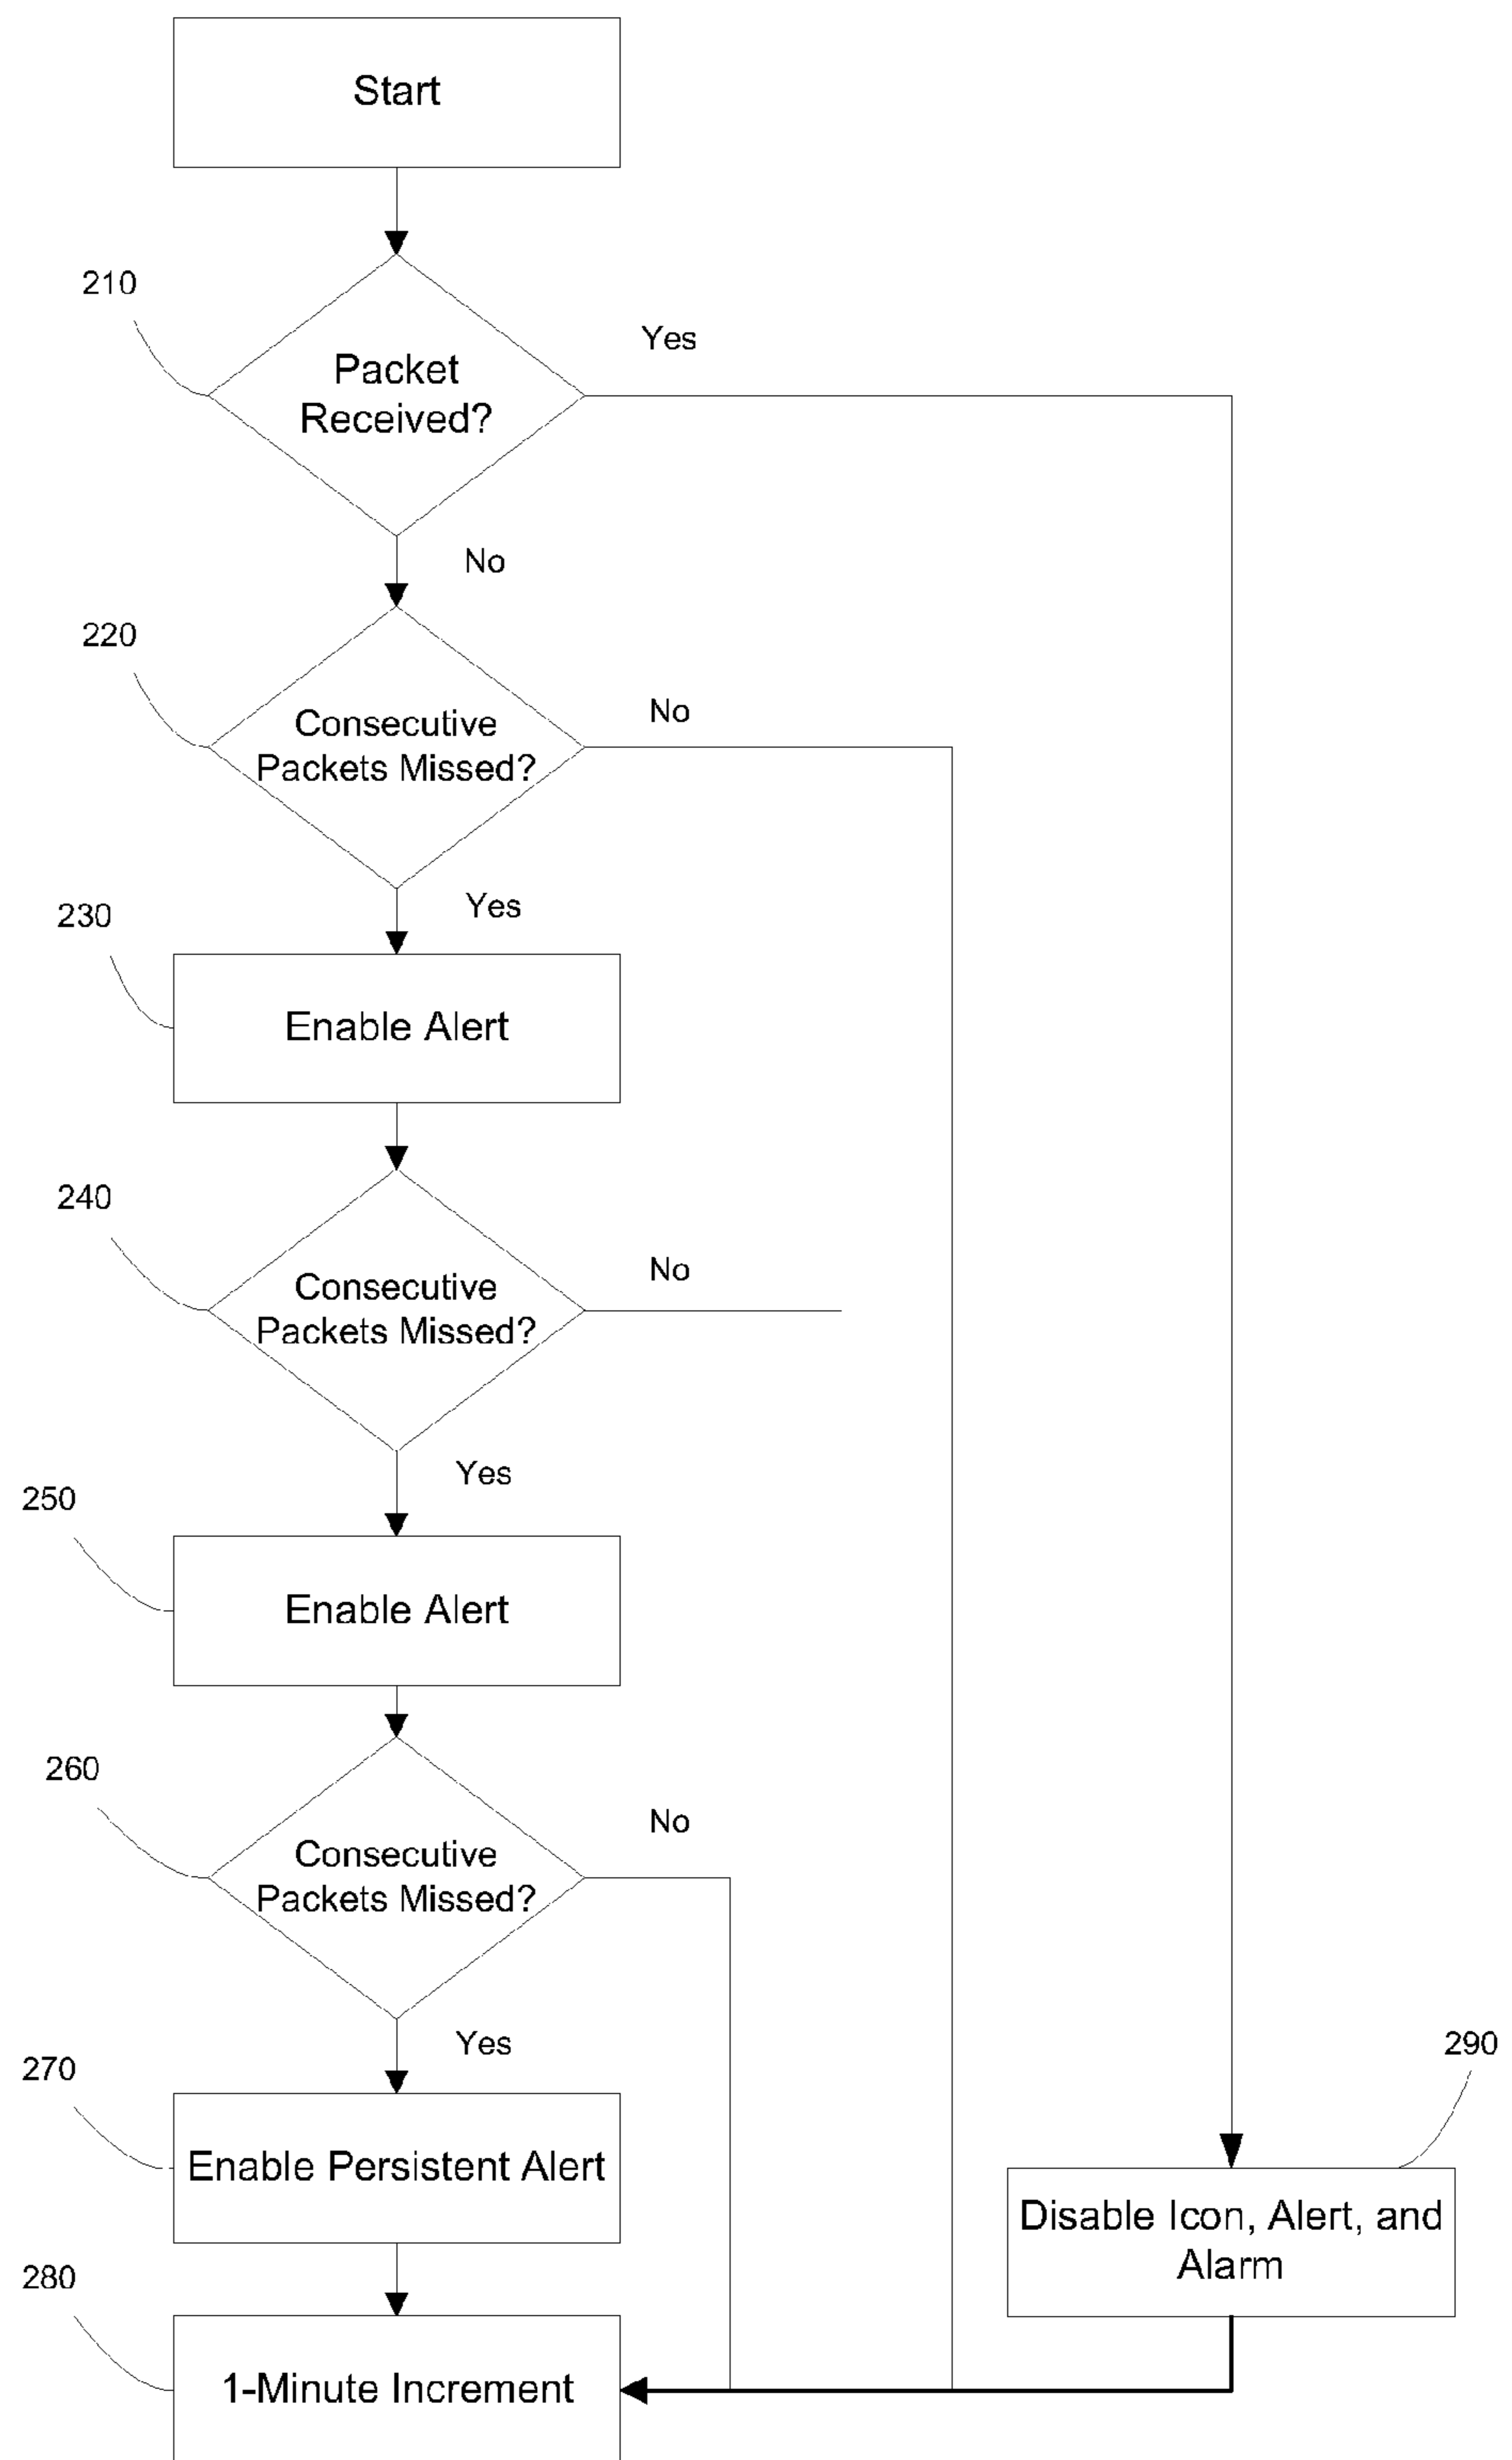 Start
210
Yes
Packet
Received?
No
220
No
Consecutive
Packets Missed?
Yes
230
Enable Alert
240
No
Consecutive
Packets Missed?
Yes
250
Enable Alert
260
No
Consecutive
Packets Missed?
Yes
290
270
Enable Persistent Alert
Disable Icon, Alert, and
Alarm
280
1-Minute Increment